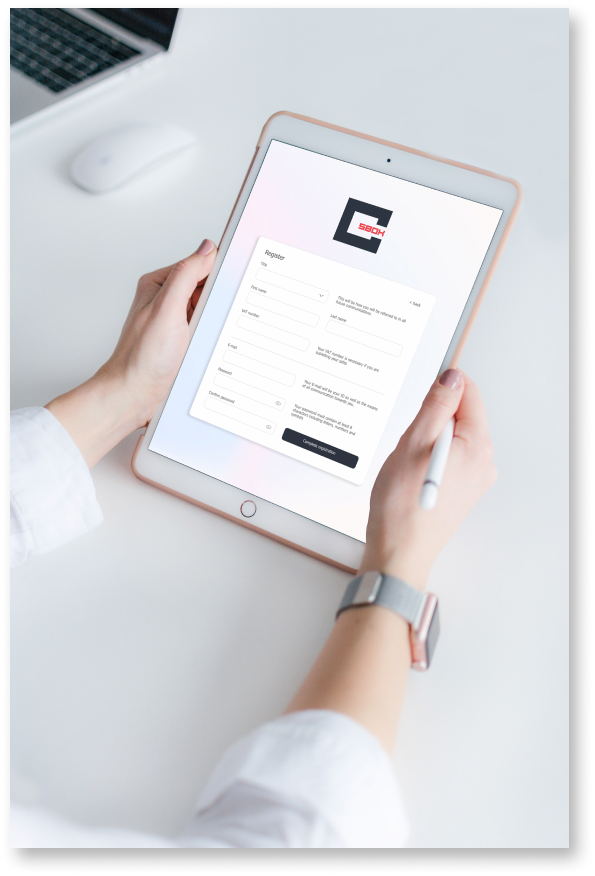 SBOX
Register
< Back
Title
This will be how you will be referred to in all
future communications.
First name
Last name
VAT number
Your VAT number is necessary if you are
E-mail
Your E-mail will be your ID as well as the means
of all communication towards you.
Password
Your password must contain at least 8
characters including letters, numbers and
symbols.
Confirm password
Complete registration